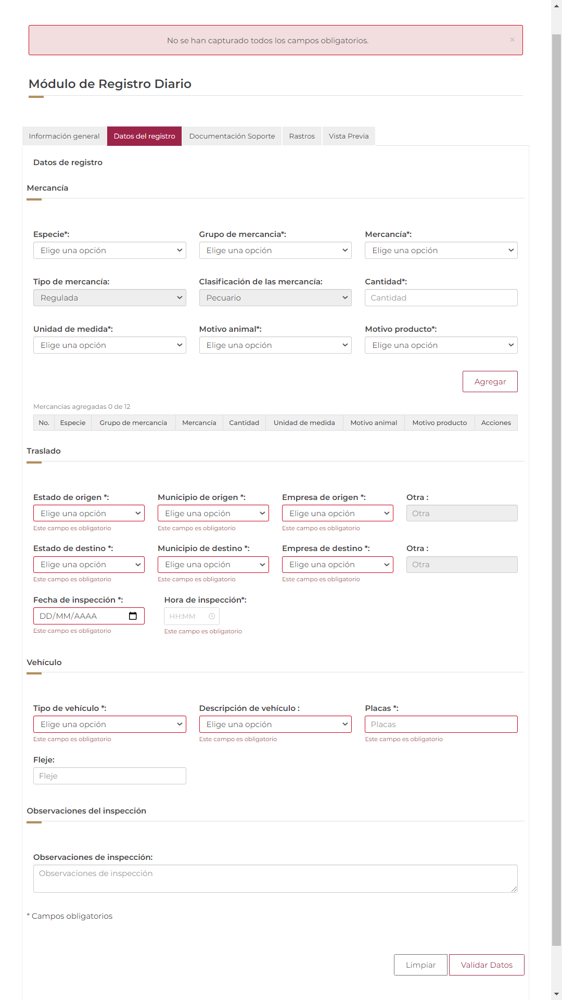 No se han capturado todos los campos obligatorios. ×
Módulo de Registro Diario
Información general Datos del registro Documentación Soporte Rastros Vista Previa
Datos de registro
Mercancía
Especie*: Grupo de mercancia*: Mercancía*:
Elige una opción Elige una opción Elige una opción
Tipo de mercancía: Clasificación de las mercancía: Cantidad*:
Regulada Pecuario Cantidad
Unidad de medida*: Motivo animal*: Motivo producto*:
Elige una opción Elige una opción Elige una opción
Agregar
Mercancías agregadas 0 de 12
No. Especie Grupo de mercancía Mercancía Cantidad Unidad de medida Motivo animal Motivo producto Acciones
Traslado
Estado de origen *: Municipio de origen *: Empresa de origen *: Otra :
Elige una opción Elige una opción Elige una opción Otra
Este campo es obligatorio Este campo es obligatorio Este campo es obligatorio
Estado de destino *: Municipio de destino *: Empresa de destino *: Otra :
Elige una opción Elige una opción Elige una opción Otra
Este campo es obligatorio Este campo es obligatorio Este campo es obligatorio
Fecha de inspección *: Hora de inspección*:
DD/MM/AAAA HH:MM
Este campo es obligatorio Este campo es obligatorio
Vehículo
Tipo de vehículo *: Descripción de vehículo : Placas *:
Elige una opción Elige una opción Placas
Este campo es obligatorio Este campo es obligatorio Este campo es obligatorio
Fleje:
Fleje
Observaciones del inspección
Observaciones de inspección:
Observaciones de inspección
* Campos obligatorios
Limpiar Validar Datos